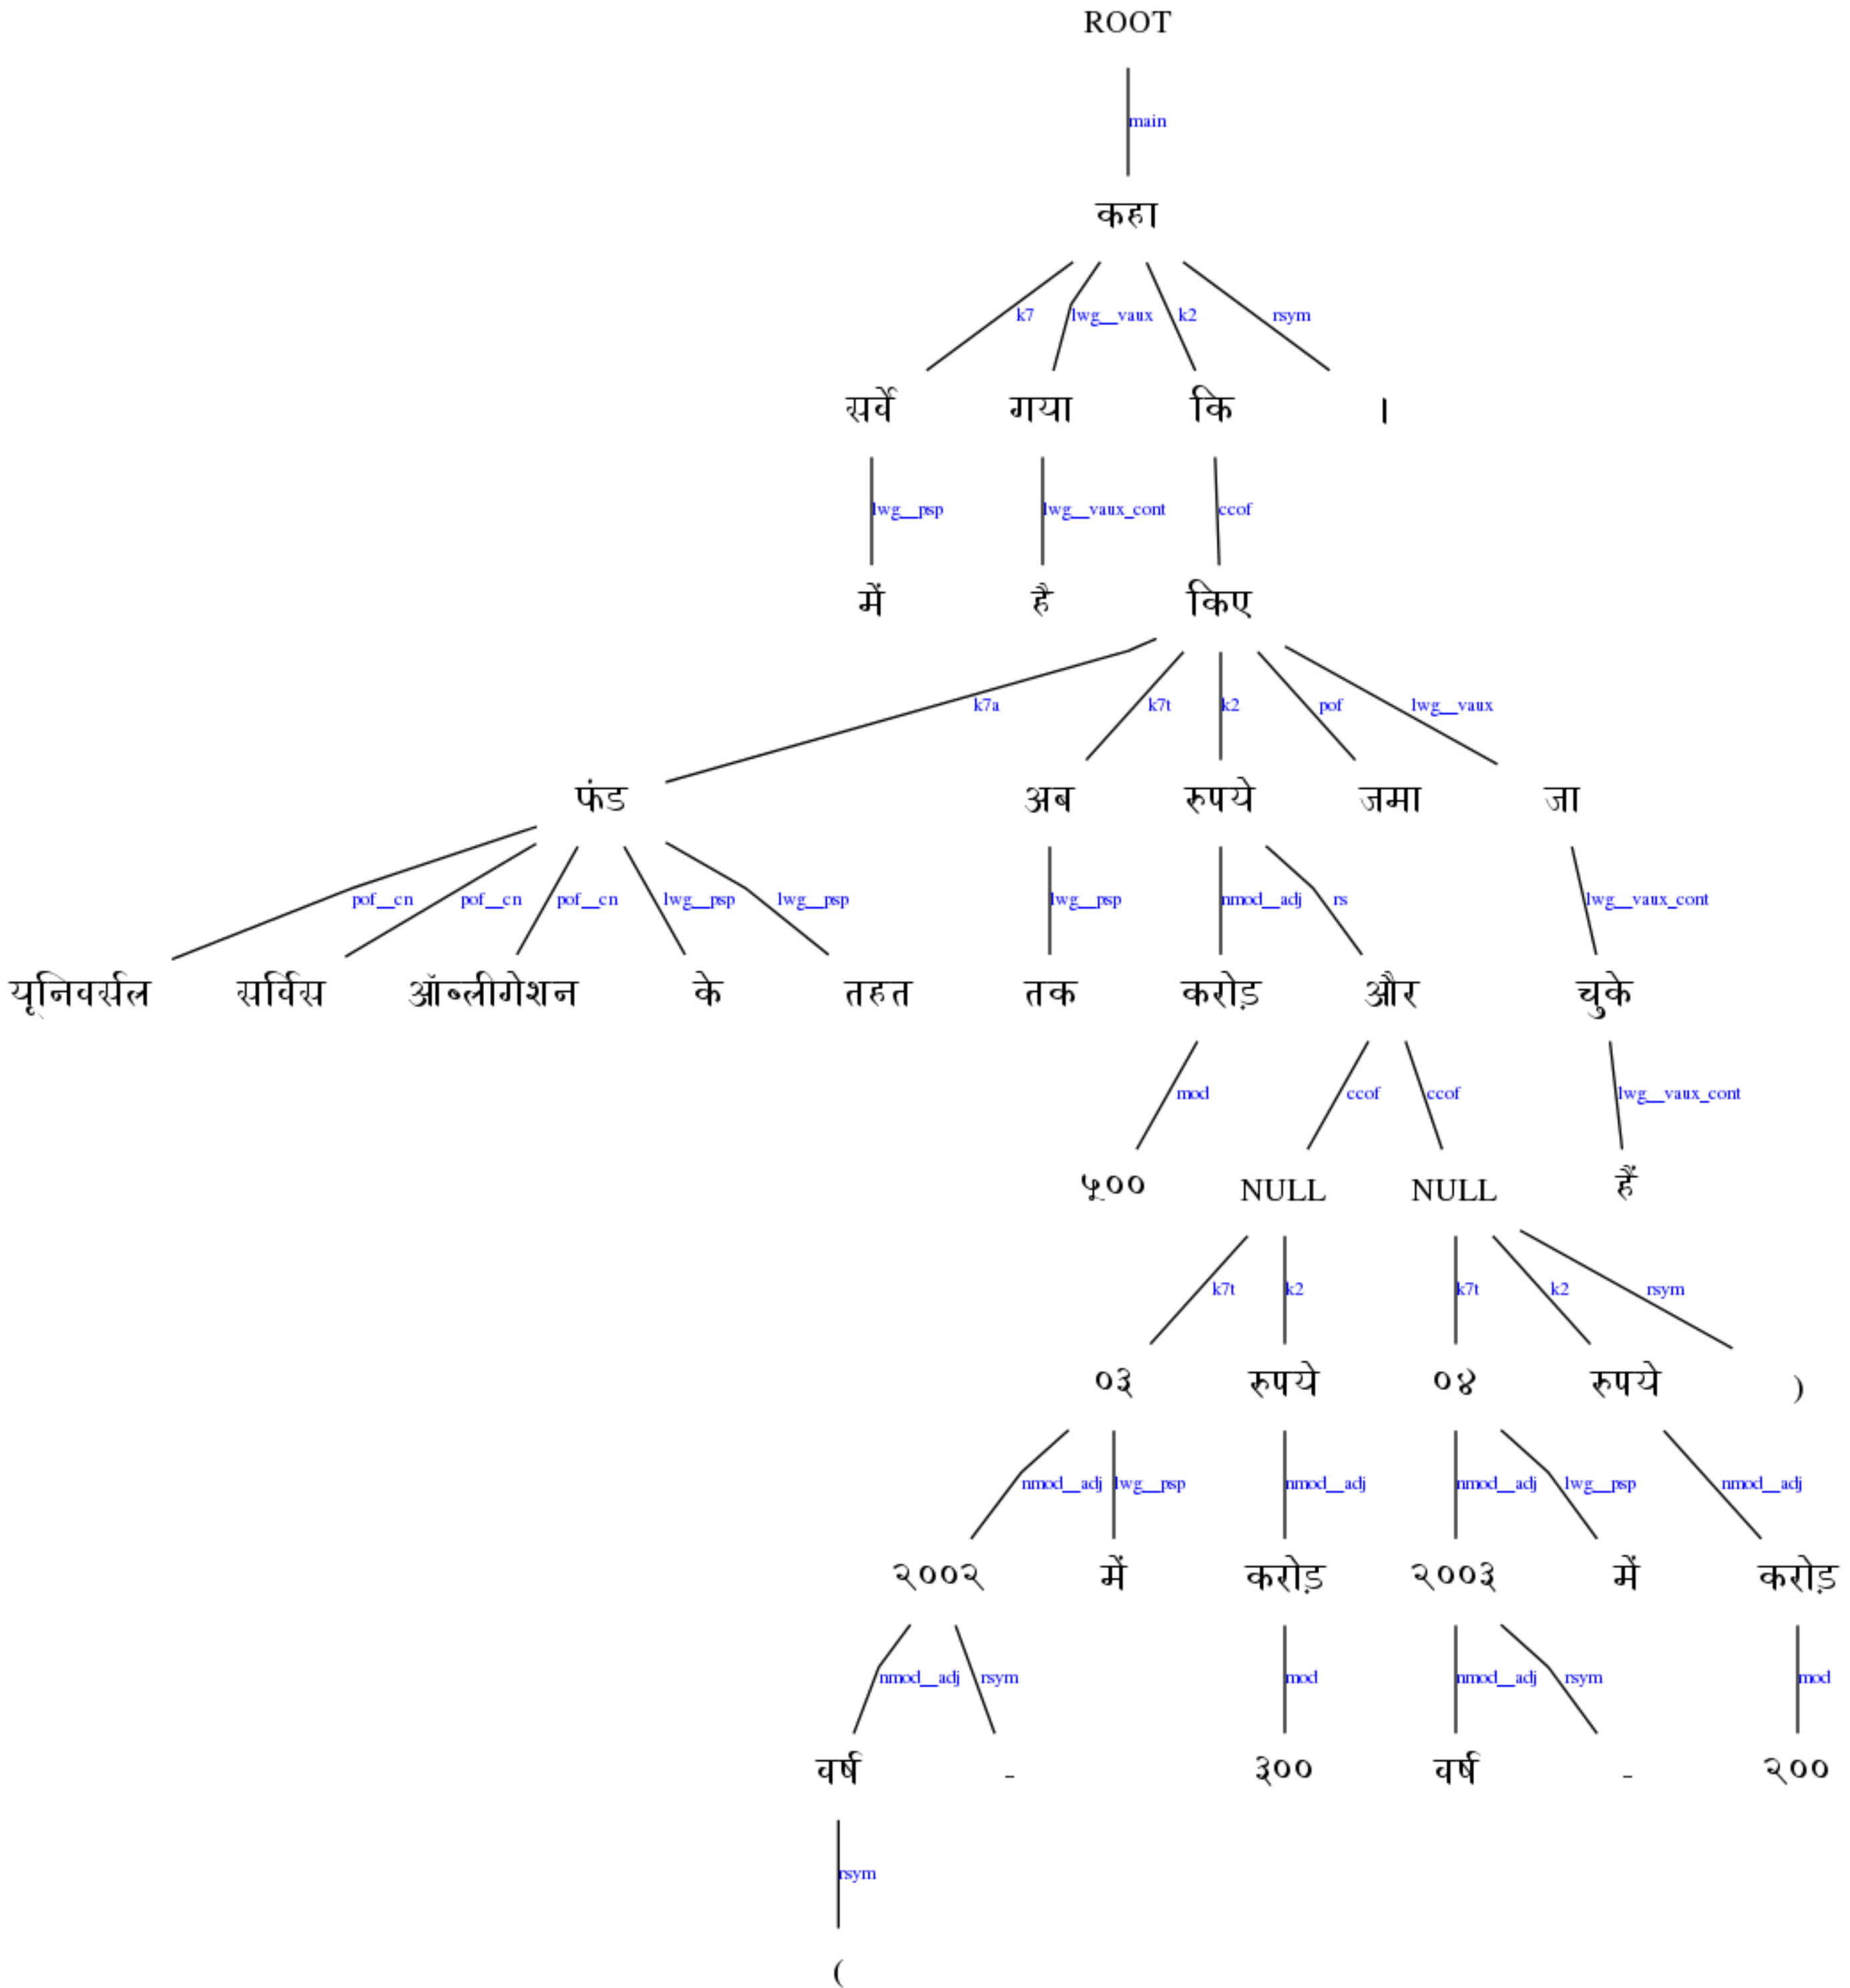 ROOT
main
कहा
k7 lwg__vaux k2 rsym
सर्वे गया कि ।
lwg__psp lwg__vaux_cont ccof
में है किए
k7a k7t k2 pof lwg__vaux
फंड अब रुपये जमा जा
pof__cn pof__cn pof__cn lwg__psp lwg__psp lwg__psp nmod__adj rs lwg__vaux_cont
यूनिवर्सल सर्विस ऑब्लीगेशन के तहत तक करोड़ और चुके
mod ccof ccof lwg__vaux_cont
५०० NULL NULL हैं
k7t k2 k7t k2 rsym
०३ रुपये ०४ रुपये )
nmod__adj lwg__psp nmod__adj nmod__adj lwg__psp nmod__adj
२००२ में करोड़ २००३ में करोड़
nmod__adj rsym mod nmod__adj rsym mod
वर्ष - ३०० वर्ष - २००
rsym
(